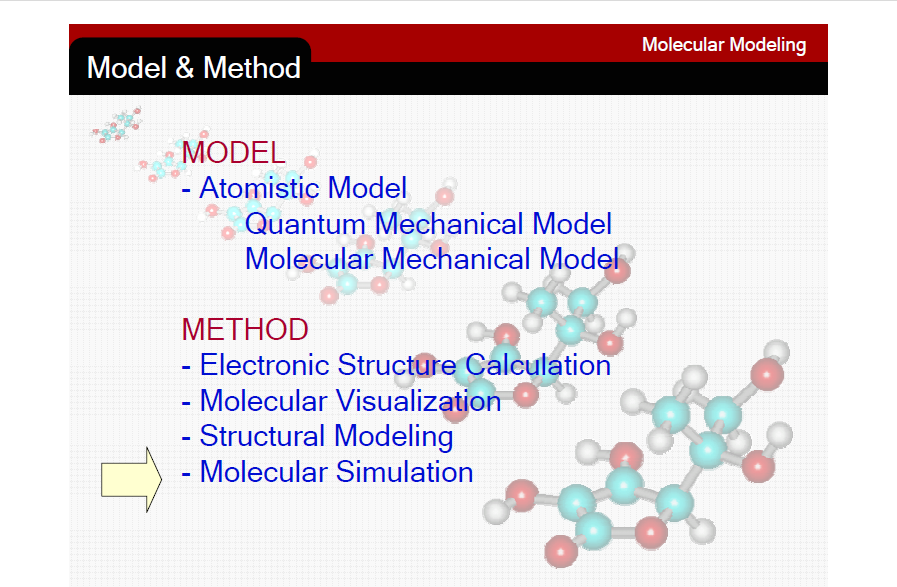 Molecular Modeling
Model & Method
MODEL
- Atomistic Model
Quantum Mechanical Model
Molecular Mechanical Model
METHOD
- Electronic Structure Calculation
- Molecular Visualization
- Structural Modeling
- Molecular Simulation